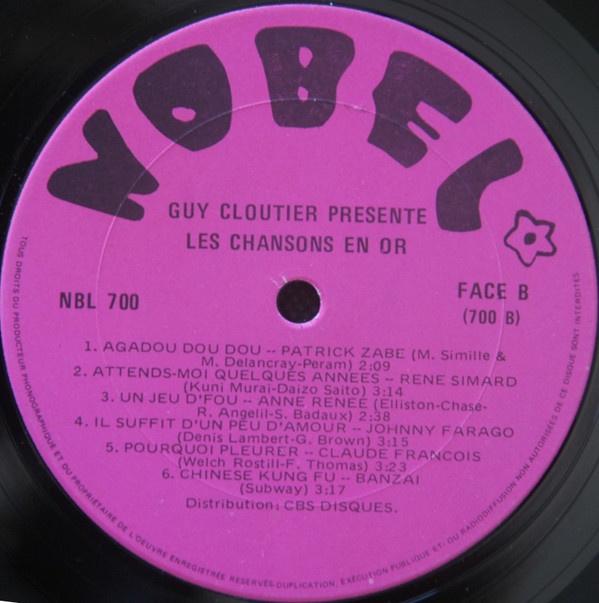 NOBEL
GUY CLOUTIER PRESENTE
LES CHANSONS EN OR
NBL 700
FACE B
(700 B)
1. AGADOU DOU DOU -- PATRICK ZABE (M. Simille &
M. Delancray-Peram) 2:09
2. ATTENDS-MOI QUELQUES ANNEES -- RENE SIMARD
(Kuni Murai-Daizo Saito) 3:14
3. UN JEU D'FOU -- ANNE RENEE (Elliston-Chase-
R. Angelil-S. Badaux) 2:38
4. IL SUFFIT D'UN PEU D'AMOUR -- JOHNNY FARAGO
(Denis Lambert-G. Brown) 3:15
5. POURQUOI PLEURER -- CLAUDE FRANCOIS
(Welch Rostill-F. Thomas) 3:23
6. CHINESE KUNG FU -- BANZAI
(Subway) 3:17
Distribution: CBS DISQUES.
TOUS DROITS DU PRODUCTEUR PHONOGRAPHIQUE ET DU PROPRIÉTAIRE DE L'OEUVRE ENREGISTRÉE RESERVÉS-DUPLICATION, EXÉCUTION PUBLIQUE ET/OU RADIODIFFUSION NON AUTORISÉES DE CE DISQUE SONT INTERDITES